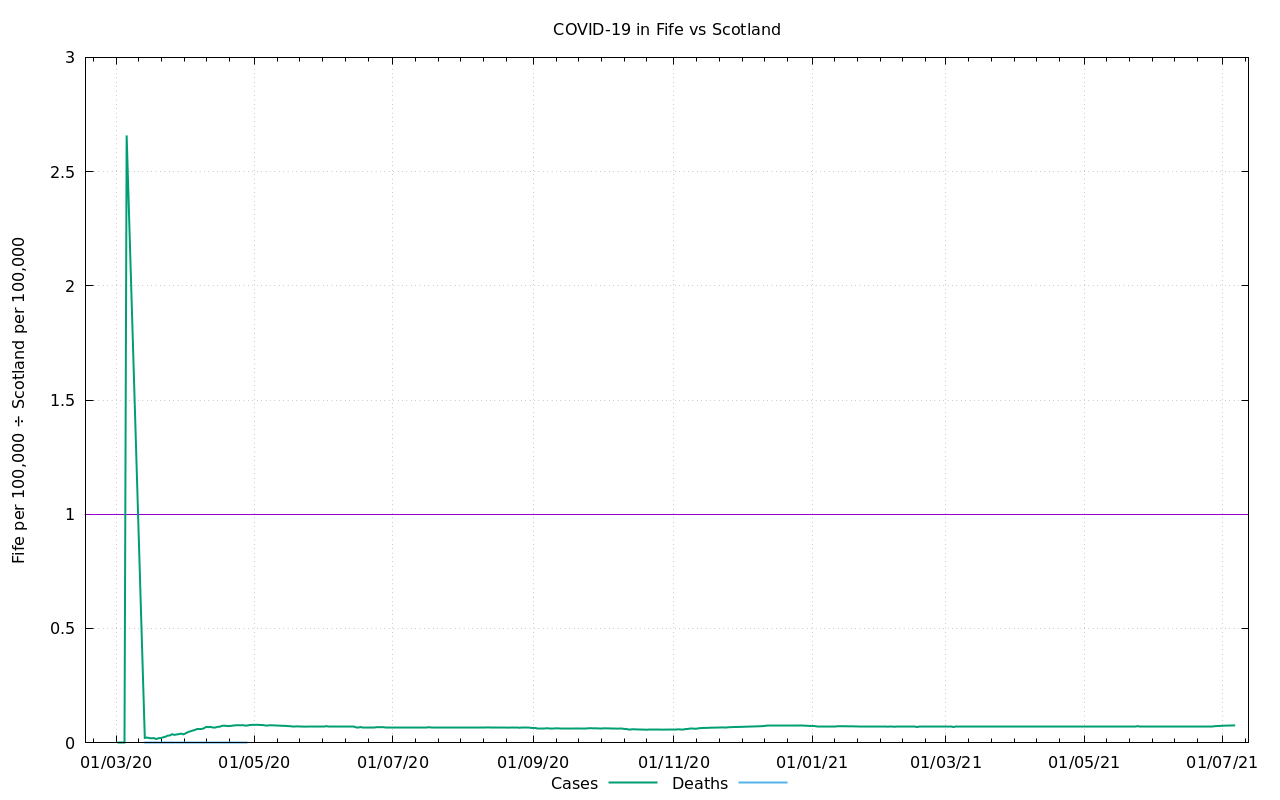 COVID-19 in Fife vs Scotland
Fife per 100,000 ÷ Scotland per 100,000
3
2.5
2
1.5
1
0.5
0
01/03/20 01/05/20 01/07/20 01/09/20 01/11/20 01/01/21 01/03/21 01/05/21 01/07/21
Cases Deaths